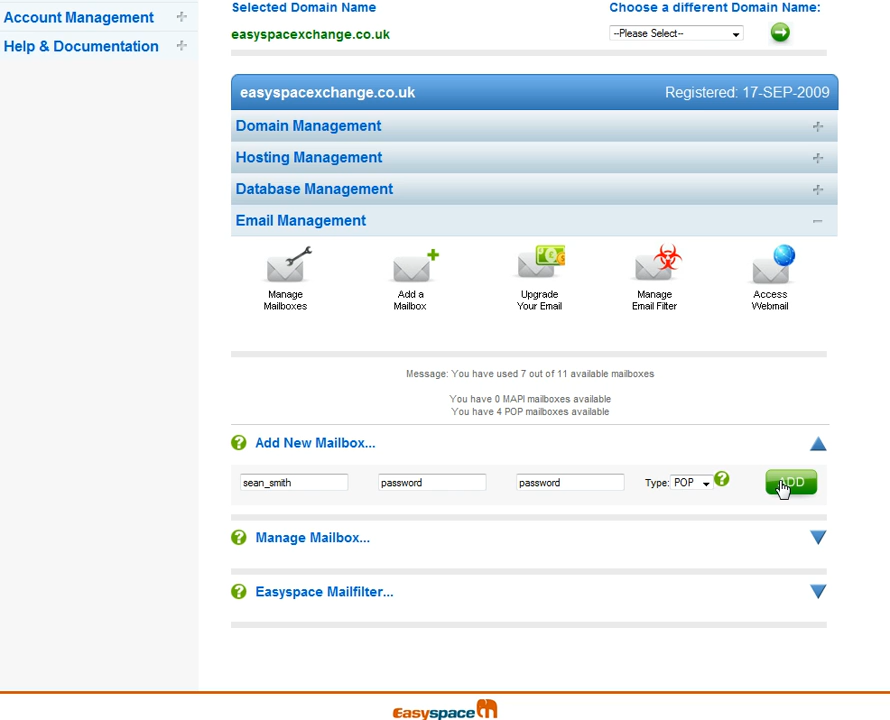 Account Management
Help & Documentation
Selected Domain Name
Choose a different Domain Name:
easyspacexchange.co.uk
--Please Select--
easyspacexchange.co.uk
Registered: 17-SEP-2009
Domain Management
Hosting Management
Database Management
Email Management
Manage
Mailboxes
Add a
Mailbox
Upgrade
Your Email
Manage
Email Filter
Access
Webmail
Message: You have used 7 out of 11 available mailboxes
You have 0 MAPI mailboxes available
You have 4 POP mailboxes available
? Add New Mailbox...
sean_smith
password
password
Type: POP
?
ADD
? Manage Mailbox...
? Easyspace Mailfilter...
Easyspace